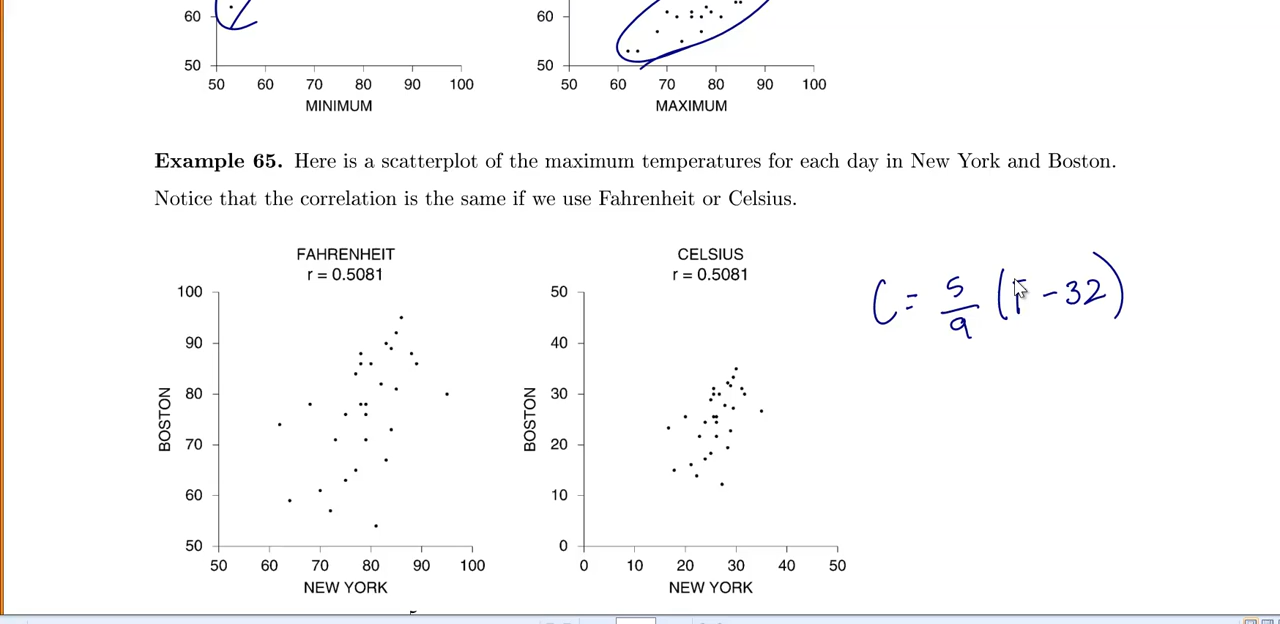 60
50
50 60 70 80 90 100
MINIMUM
60
50
50 60 70 80 90 100
MAXIMUM
Example 65. Here is a scatterplot of the maximum temperatures for each day in New York and Boston.
Notice that the correlation is the same if we use Fahrenheit or Celsius.
FAHRENHEIT
r = 0.5081
100
90
80
70
60
50
BOSTON
50 60 70 80 90 100
NEW YORK
CELSIUS
r = 0.5081
50
40
30
20
10
0
BOSTON
0 10 20 30 40 50
NEW YORK
C = 5/9 (F - 32)